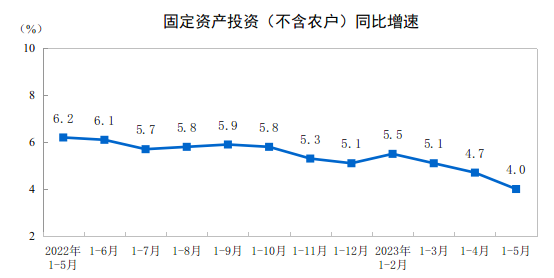 固定资产投资（不含农户）同比增速
（%）
10
8
6
4
2
6.2
6.1
5.7
5.8
5.9
5.8
5.3
5.1
5.5
5.1
4.7
4.0
2022年
1-5月
1-6月
1-7月
1-8月
1-9月
1-10月
1-11月
1-12月
2023年
1-2月
1-3月
1-4月
1-5月